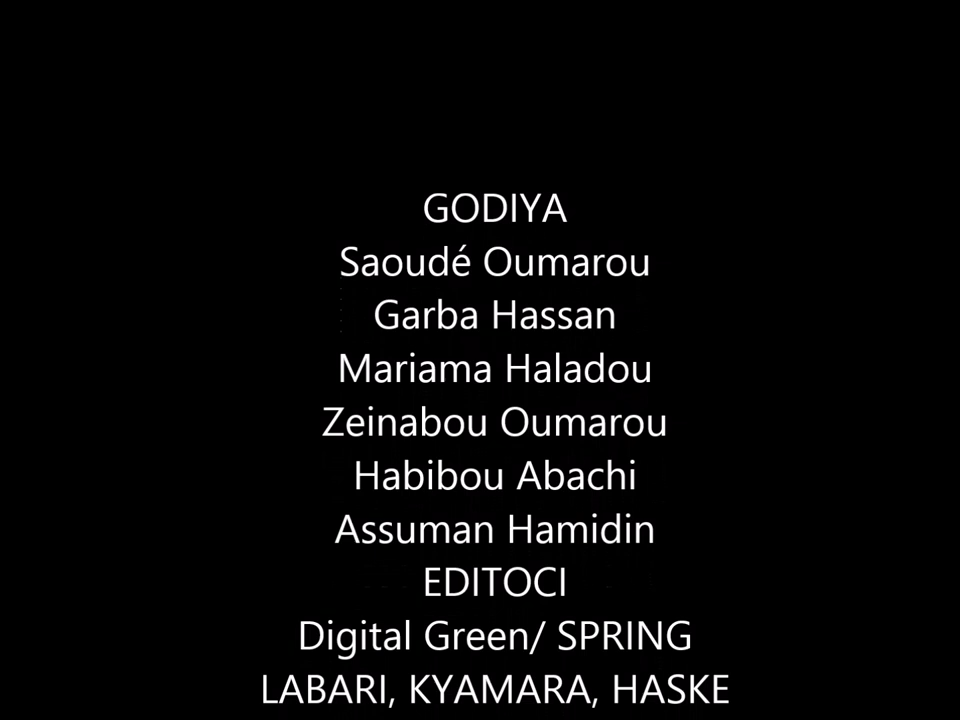 GODIYA
Saoudé Oumarou
Garba Hassan
Mariama Haladou
Zeinabou Oumarou
Habibou Abachi
Assuman Hamidin
EDITOCI
Digital Green/ SPRING
LABARI, KYAMARA, HASKE